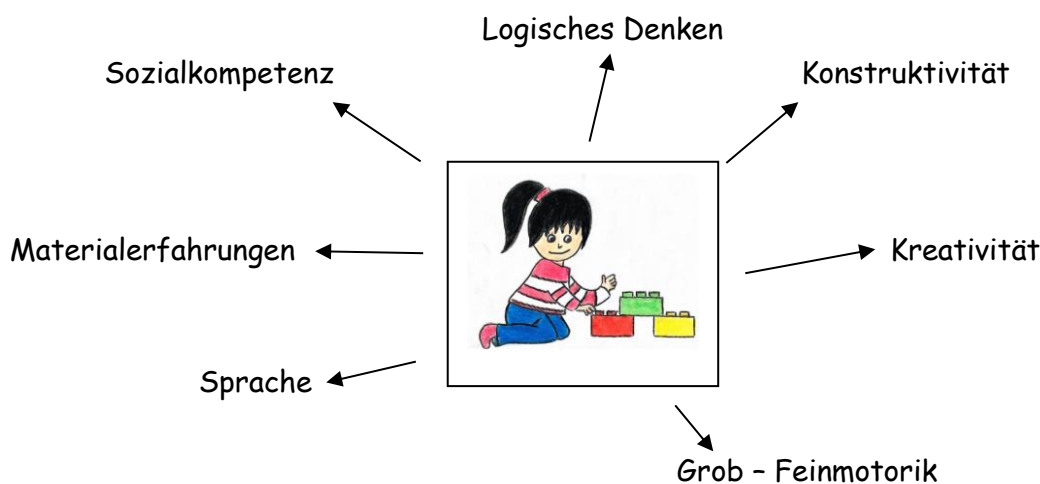 Logisches Denken
Sozialkompetenz
Konstruktivität
Materialerfahrungen
Kreativität
Sprache
Grob – Feinmotorik